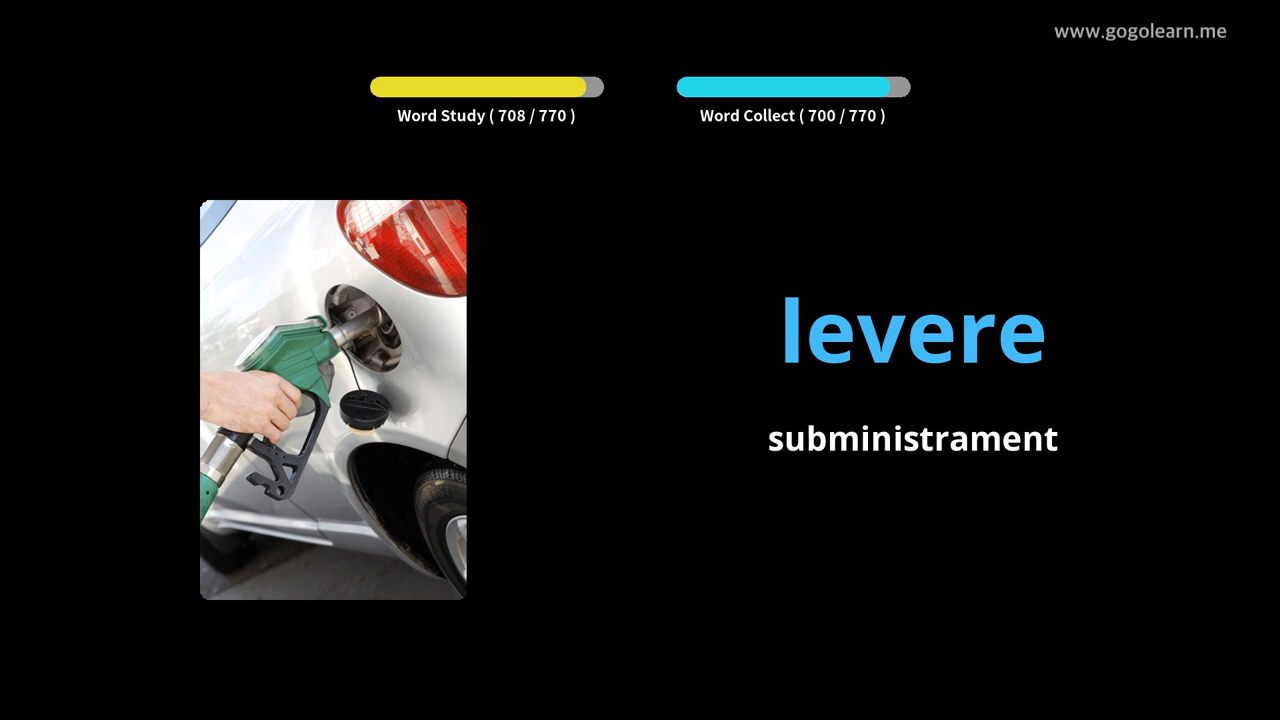 www.gogolearn.me
Word Study ( 708 / 770 )
Word Collect ( 700 / 770 )
levere
subministrament